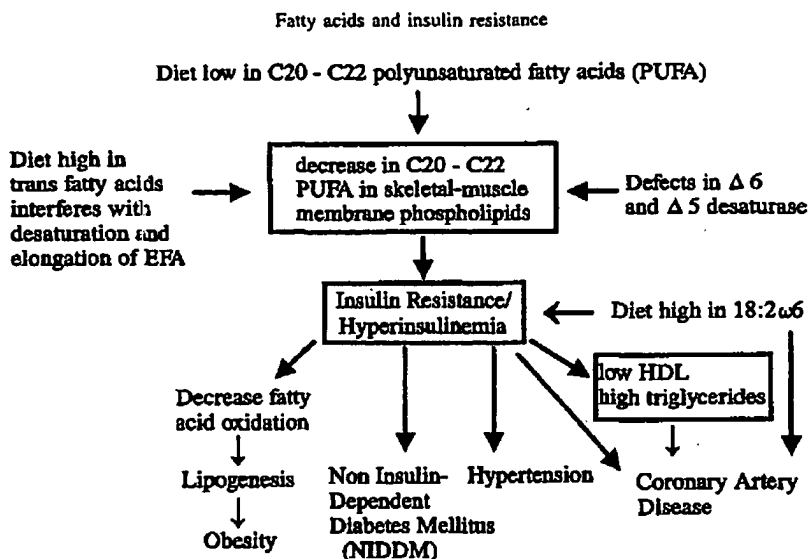 Fatty acids and insulin resistance
Diet low in C20 - C22 polyunsaturated fatty acids (PUFA)
Diet high in
trans fatty acids
interferes with
desaturation and
elongation of EFA
decrease in C20 - C22
PUFA in skeletal-muscle
membrane phospholipids
Defects in Δ 6
and Δ 5 desaturase
Insulin Resistance/
Hyperinsulinemia
Diet high in 18:2ω6
Decrease fatty
acid oxidation
low HDL
high triglycerides
Lipogenesis
Obesity
Non Insulin-
Dependent
Diabetes Mellitus
(NIDDM)
Hypertension
Coronary Artery
Disease